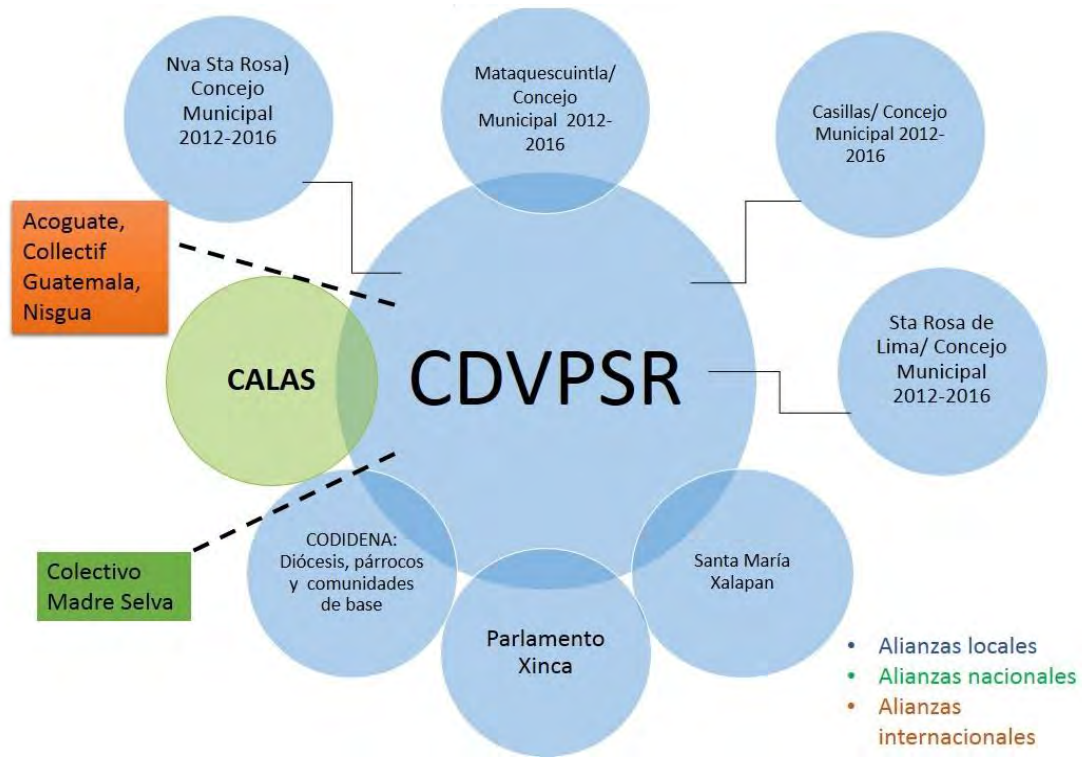 Nva Sta Rosa)
Concejo
Municipal
2012-2016
Mataquescuintla/
Concejo
Municipal 2012-
2016
Casillas/ Concejo
Municipal 2012-
2016
Acoguate,
Collectif
Guatemala,
Nisgua
CALAS
CDVPSR
Sta Rosa de
Lima/ Concejo
Municipal
2012-2016
Colectivo
Madre Selva
CODIDENA:
Diócesis, párrocos
y comunidades
de base
Parlamento
Xinca
Santa María
Xalapan
• Alianzas locales
• Alianzas nacionales
• Alianzas
internacionales